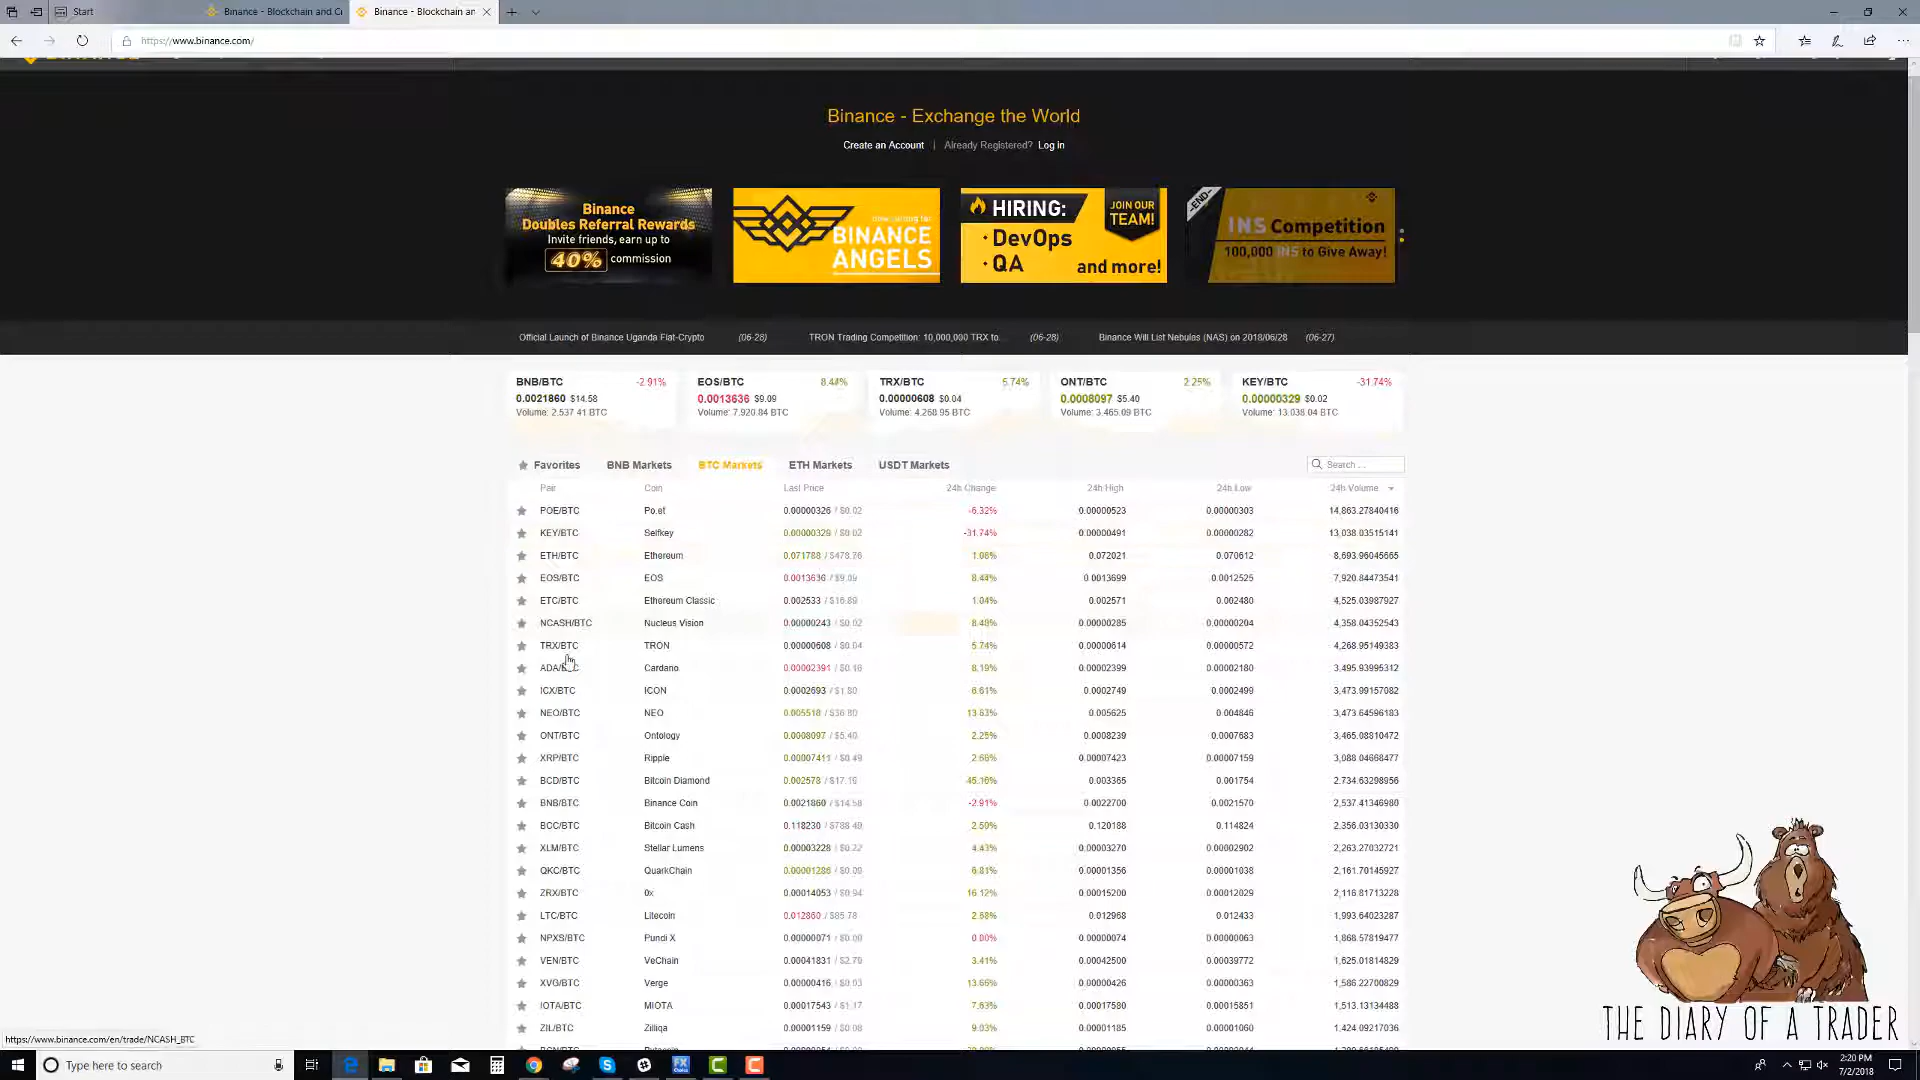 Start
Binance - Blockchain and Cr
Binance - Blockchain an
https://www.binance.com/
Binance - Exchange the World
Create an Account | Already Registered? Log in
Binance
Doubles Referral Rewards
Invite friends, earn up to
40% commission
BINANCE
ANGELS
HIRING:
· DevOps
· QA
and more!
JOIN OUR
TEAM!
-END-
INS Competition
100,000 INS to Give Away!
Official Launch of Binance Uganda Fiat-Crypto (06-28) TRON Trading Competition: 10,000,000 TRX to... (06-28) Binance Will List Nebulas (NAS) on 2018/06/28 (06-27)
BNB/BTC -2.91% EOS/BTC 8.44% TRX/BTC 5.74% ONT/BTC 2.25% KEY/BTC -31.74%
0.0021860 $14.58 0.0013636 $9.09 0.00000608 $0.04 0.0008097 $5.40 0.00000329 $0.02
Volume: 2,537.41 BTC Volume: 7,920.84 BTC Volume: 4,268.95 BTC Volume: 3,465.09 BTC Volume: 13,038.04 BTC
Favorites BNB Markets BTC Markets ETH Markets USDT Markets Search ...
Pair Coin Last Price 24h Change 24h High 24h Low 24h Volume
POE/BTC Po.et 0.00000326 / $0.02 -6.32% 0.00000523 0.00000303 14,863.27840416
KEY/BTC Selfkey 0.00000329 / $0.02 -31.74% 0.00000491 0.00000282 13,038.03515141
ETH/BTC Ethereum 0.071788 / $478.76 1.08% 0.072021 0.070612 8,693.96045665
EOS/BTC EOS 0.0013636 / $9.09 8.44% 0.0013699 0.0012525 7,920.84473541
ETC/BTC Ethereum Classic 0.002533 / $16.89 1.04% 0.002571 0.002480 4,525.03987927
NCASH/BTC Nucleus Vision 0.00000243 / $0.02 8.48% 0.00000285 0.00000204 4,358.04352543
TRX/BTC TRON 0.00000608 / $0.04 5.74% 0.00000614 0.00000572 4,268.95149383
ADA/BTC Cardano 0.00002391 / $0.16 8.19% 0.00002399 0.00002180 3,495.93995312
ICX/BTC ICON 0.0002693 / $1.80 6.61% 0.0002749 0.0002499 3,473.99157082
NEO/BTC NEO 0.005518 / $36.80 13.63% 0.005625 0.004846 3,473.64596183
ONT/BTC Ontology 0.0008097 / $5.40 2.25% 0.0008239 0.0007683 3,465.08810472
XRP/BTC Ripple 0.00007411 / $0.49 2.66% 0.00007423 0.00007159 3,088.04668477
BCD/BTC Bitcoin Diamond 0.002578 / $17.19 45.16% 0.003365 0.001754 2,734.63298956
BNB/BTC Binance Coin 0.0021860 / $14.58 -2.91% 0.0022700 0.0021570 2,537.41346980
BCC/BTC Bitcoin Cash 0.118230 / $788.49 2.50% 0.120188 0.114824 2,356.03130330
XLM/BTC Stellar Lumens 0.00003228 / $0.22 4.43% 0.00003270 0.00002902 2,263.27032721
QKC/BTC QuarkChain 0.00001286 / $0.09 6.81% 0.00001356 0.00001038 2,161.70145931
ZRX/BTC 0x 0.00014053 / $0.94 16.12% 0.00015200 0.00012029 2,116.81713228
LTC/BTC Litecoin 0.012860 / $85.78 2.68% 0.012968 0.012433 1,993.64023287
NPXS/BTC Pundi X 0.00000071 / $0.00 0.00% 0.00000074 0.00000063 1,868.57819477
VEN/BTC VeChain 0.00041831 / $2.79 3.41% 0.00042500 0.00039772 1,625.01814829
XVG/BTC Verge 0.00000416 / $0.03 13.66% 0.00000426 0.00000363 1,586.22700829
IOTA/BTC MIOTA 0.00017543 / $1.17 7.63% 0.00017580 0.00015851 1,513.13134488
ZIL/BTC Zilliqa 0.00001159 / $0.08 9.03% 0.00001185 0.00001060 1,424.09217036
THE DIARY OF A TRADER
https://www.binance.com/en/trade/NCASH_BTC
Type here to search
2:20 PM
7/2/2018